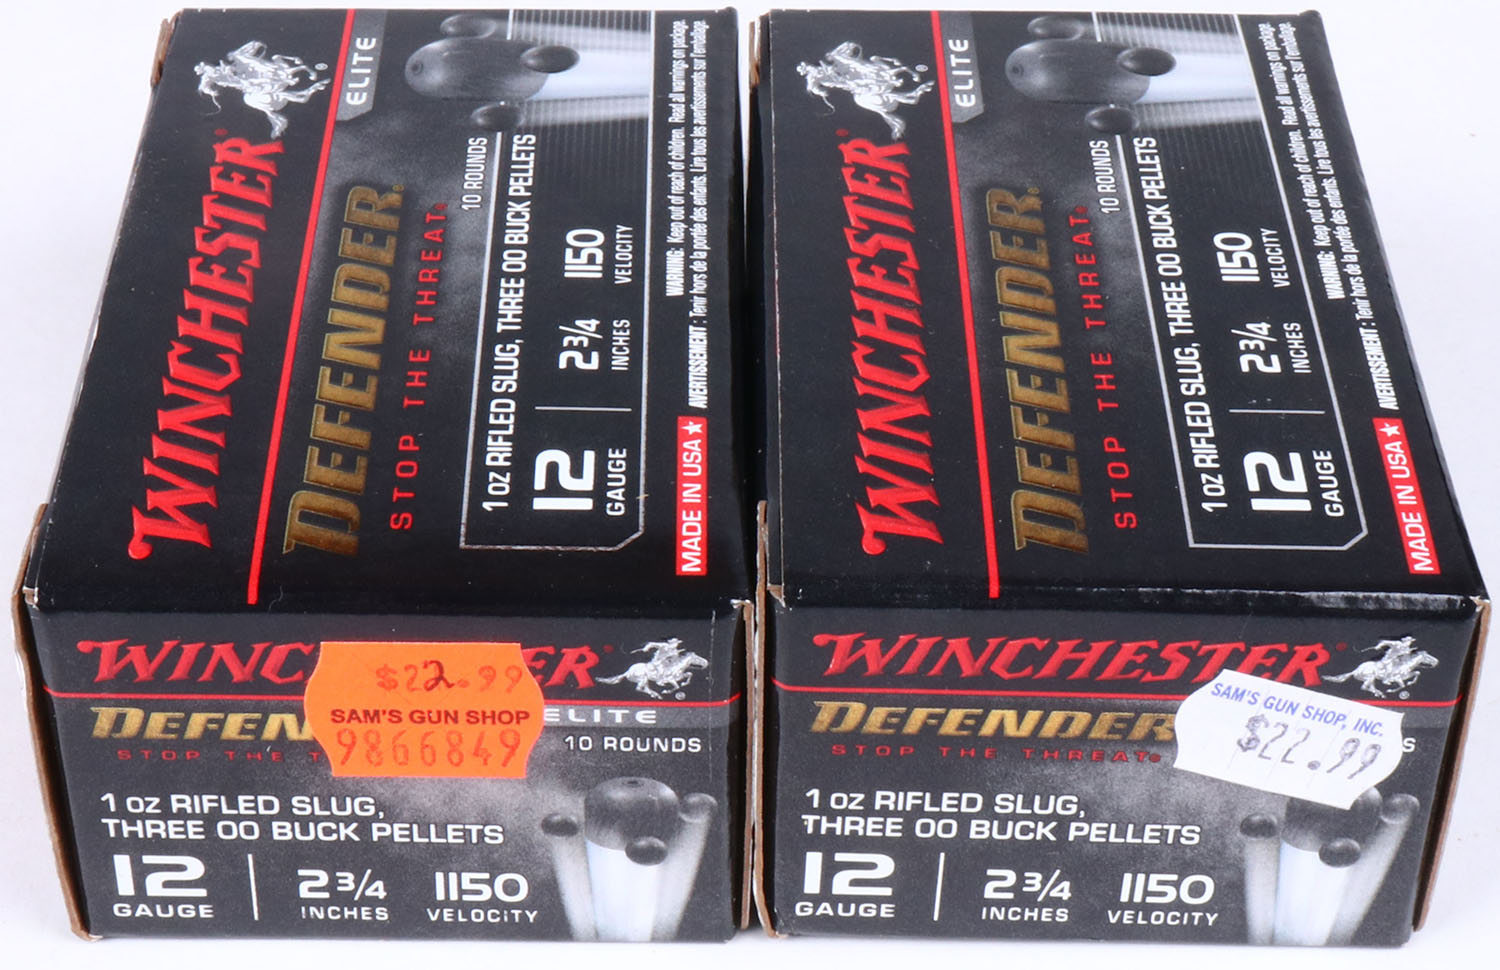 WINCHESTER®
ELITE
DEFENDER®
STOP THE THREAT®
10 ROUNDS
1 OZ RIFLED SLUG, THREE 00 BUCK PELLETS
12 GAUGE
2 3/4 INCHES
1150 VELOCITY
MADE IN USA ★
WARNING: Keep out of reach of children. Read all warnings on package.
AVERTISSEMENT : Tenir hors de la portée des enfants. Lire tous les avertissements sur l'emballage.
WINCHESTER®
ELITE
DEFENDER®
STOP THE THREAT®
10 ROUNDS
1 OZ RIFLED SLUG, THREE 00 BUCK PELLETS
12 GAUGE
2 3/4 INCHES
1150 VELOCITY
MADE IN USA ★
WARNING: Keep out of reach of children. Read all warnings on package.
AVERTISSEMENT : Tenir hors de la portée des enfants. Lire tous les avertissements sur l'emballage.
WINC ER
$22.99
SAM'S GUN SHOP
9866849
DEFEN ELITE
STOP THE T
10 ROUNDS
1 OZ RIFLED SLUG,
THREE 00 BUCK PELLETS
12 2 3/4 1150
GAUGE INCHES VELOCITY
WINCHESTER
SAM'S GUN SHOP, INC.
$22.99
DEFENDER
STOP THE THREAT® S
1 OZ RIFLED SLUG,
THREE 00 BUCK PELLETS
12 2 3/4 1150
GAUGE INCHES VELOCITY